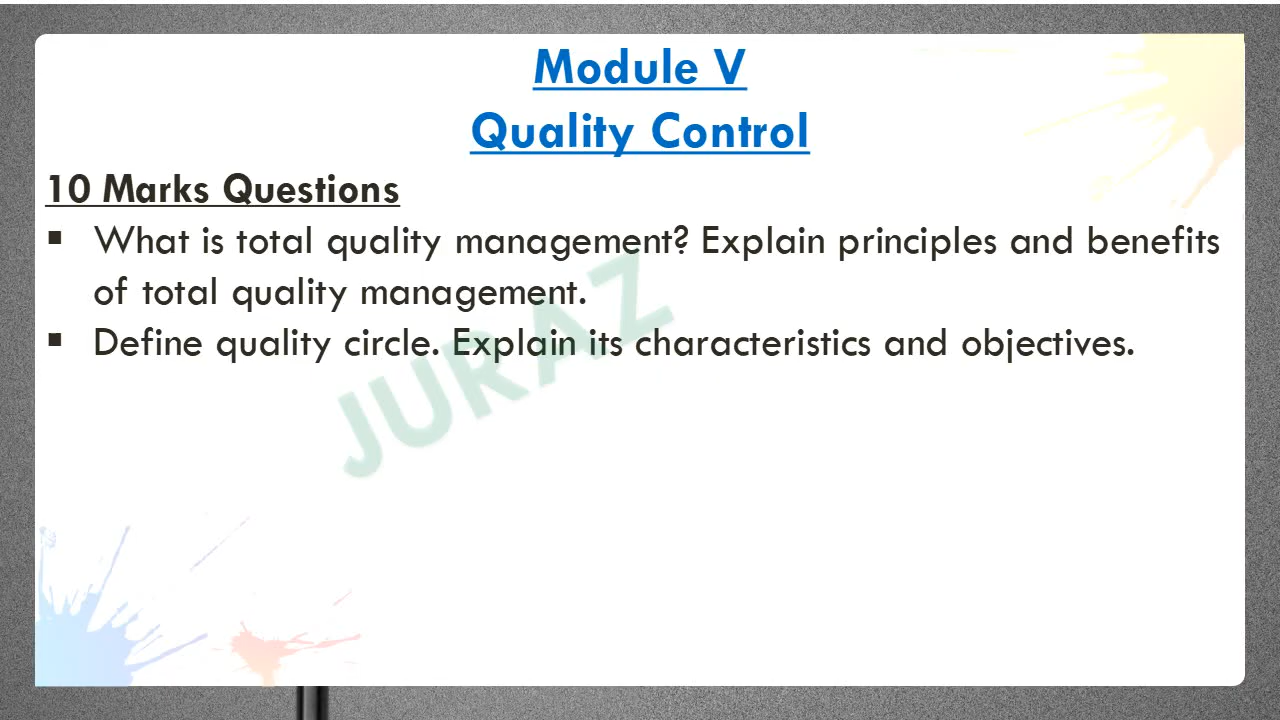 Module V
Quality Control
10 Marks Questions
▪ What is total quality management? Explain principles and benefits
of total quality management.
▪ Define quality circle. Explain its characteristics and objectives.
JURAZ